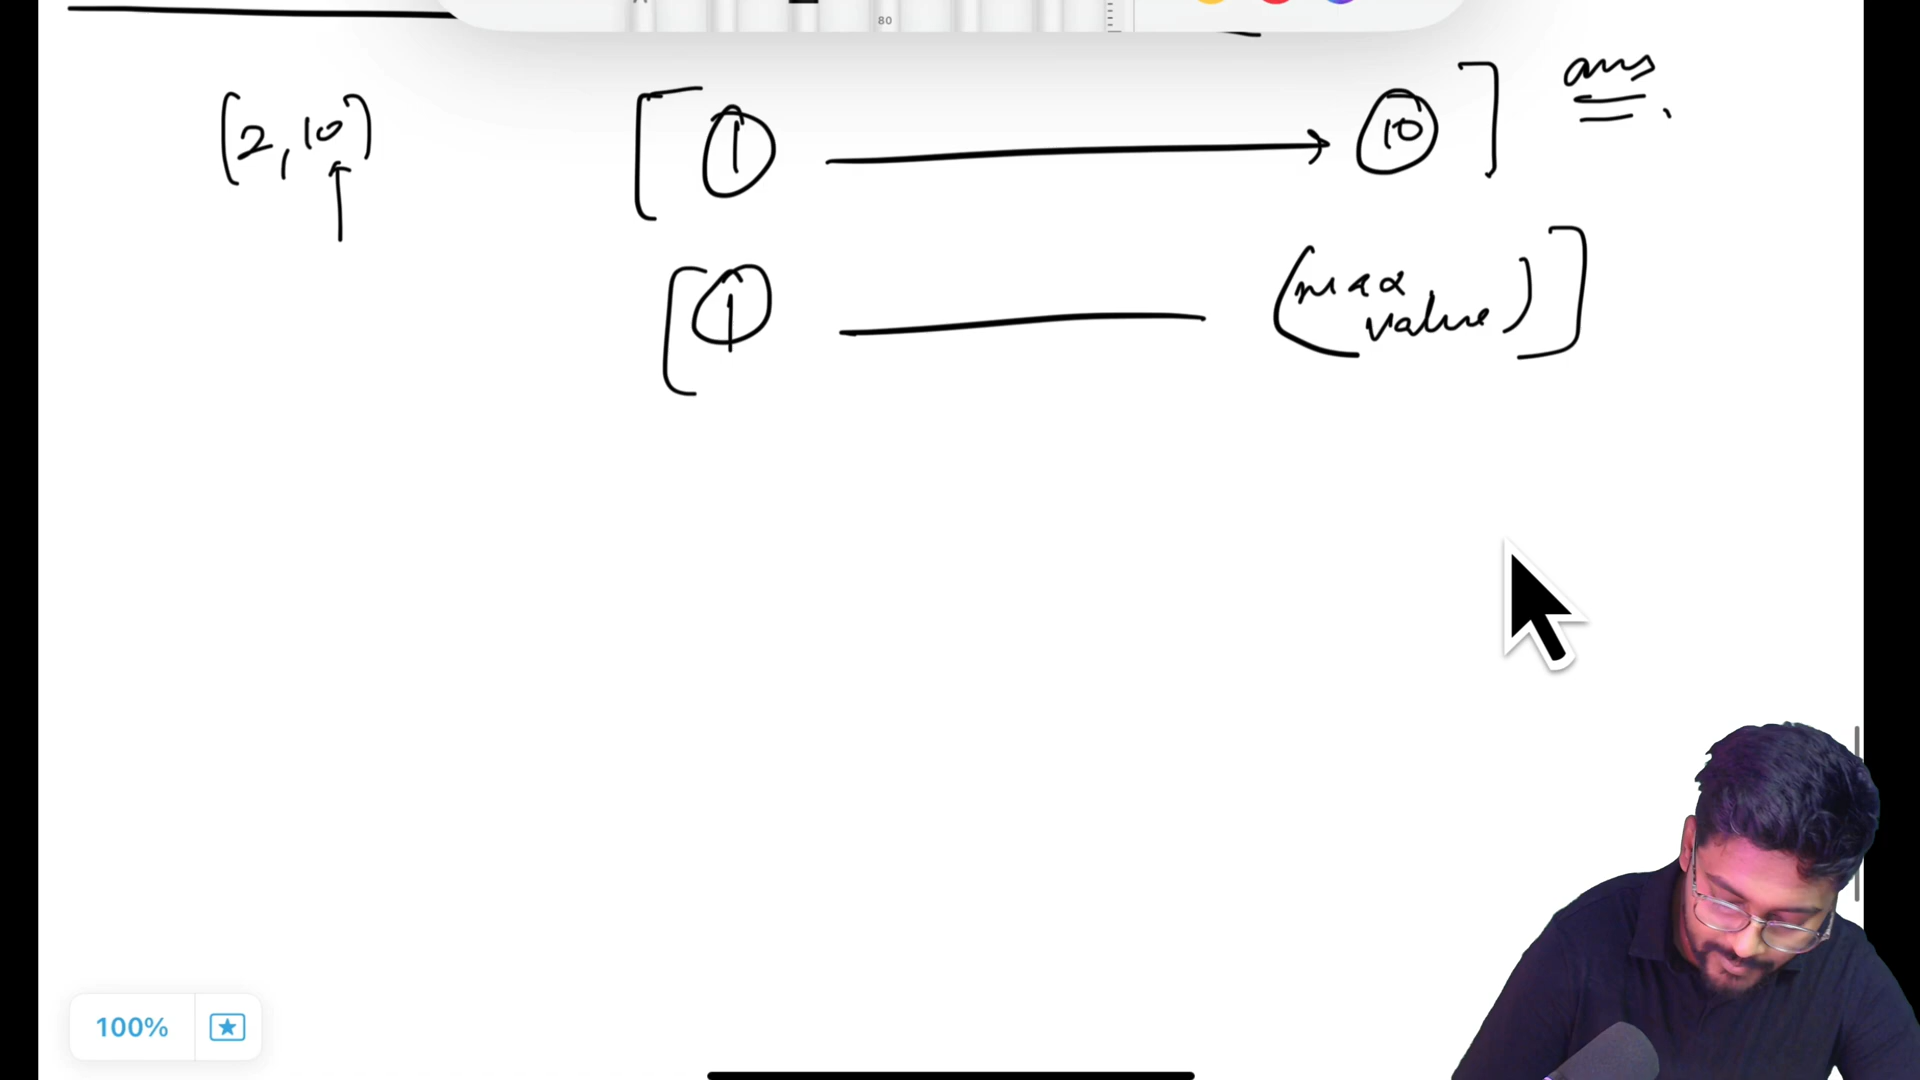 80
(2, 10)
[ 1 → 10 ] ans.
[ 1 — (max value) ]
100%